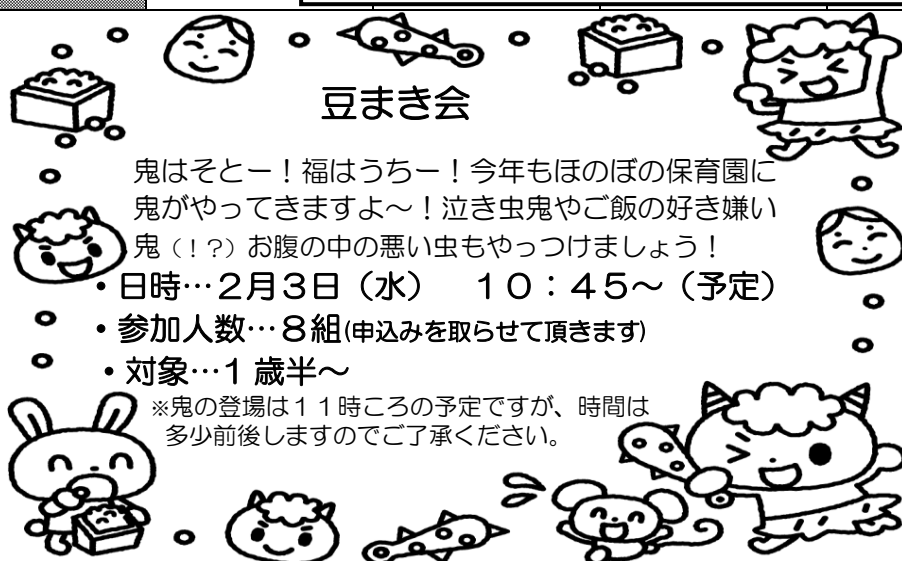 豆まき会
鬼はそとー！福はうちー！今年もほのぼの保育園に
鬼がやってきますよ～！泣き虫鬼やご飯の好き嫌い
鬼（！？）お腹の中の悪い虫もやっつけましょう！
・日時…２月３日（水）　１０：４５～（予定）
・参加人数…８組(申込みを取らせて頂きます)
・対象…１歳半～
※鬼の登場は１１時ころの予定ですが、時間は
多少前後しますのでご了承ください。